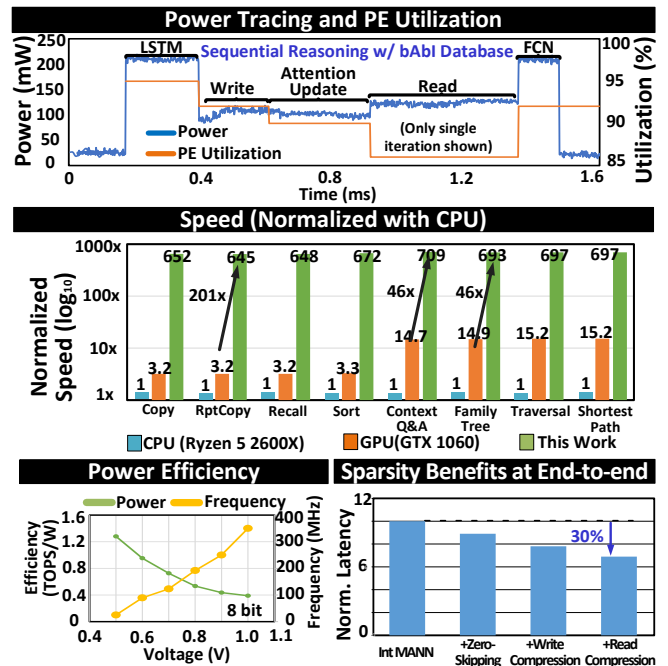 Power Tracing and PE Utilization
250
200
150
100
50
0
Power (mW)
LSTM
Sequential Reasoning w/ bAbI Database
FCN
Write
Attention
Update
Read
(Only single
iteration shown)
Power
PE Utilization
100
95
90
85
Utilization (%)
0 0.4 0.8 1.2 1.6
Time (ms)
Speed (Normalized with CPU)
1000x
100x
10x
1x
Normalized
Speed (log10)
652 645 648 672 709 693 697 697
201x 46x 46x
3.2 3.2 3.2 3.3 14.7 14.9 15.2 15.2
1 1 1 1 1 1 1 1
Copy RptCopy Recall Sort Context Family Traversal Shortest
Q&A Tree Path
CPU (Ryzen 5 2600X) GPU(GTX 1060) This Work
Power Efficiency
Power Frequency
1.6
1.2
0.8
0.4
0
Efficiency
(TOPS/W)
400
300
200
100
0
Frequency (MHz)
8 bit
0.4 0.6 0.8 1.0 1.1
Voltage (V)
Sparsity Benefits at End-to-end
12
9
6
3
0
Norm. Latency
30%
Int MANN +Zero- +Write +Read
Skipping Compression Compression